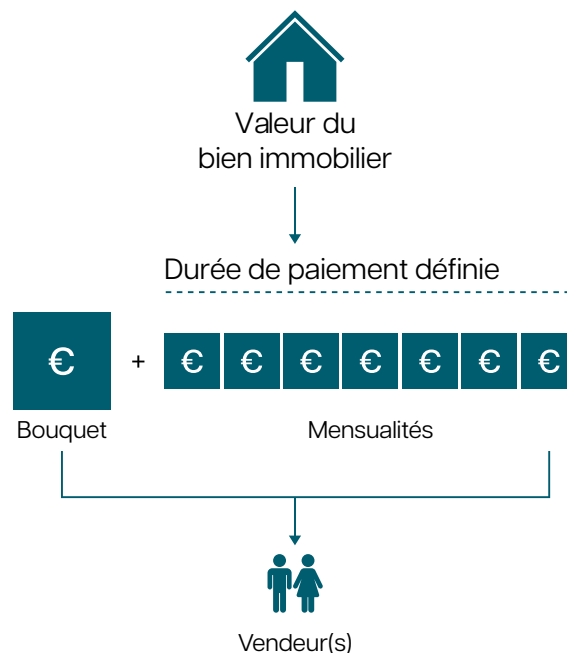 Valeur du
bien immobilier
Durée de paiement définie
€ + € € € € € € €
Bouquet
Mensualités
Vendeur(s)